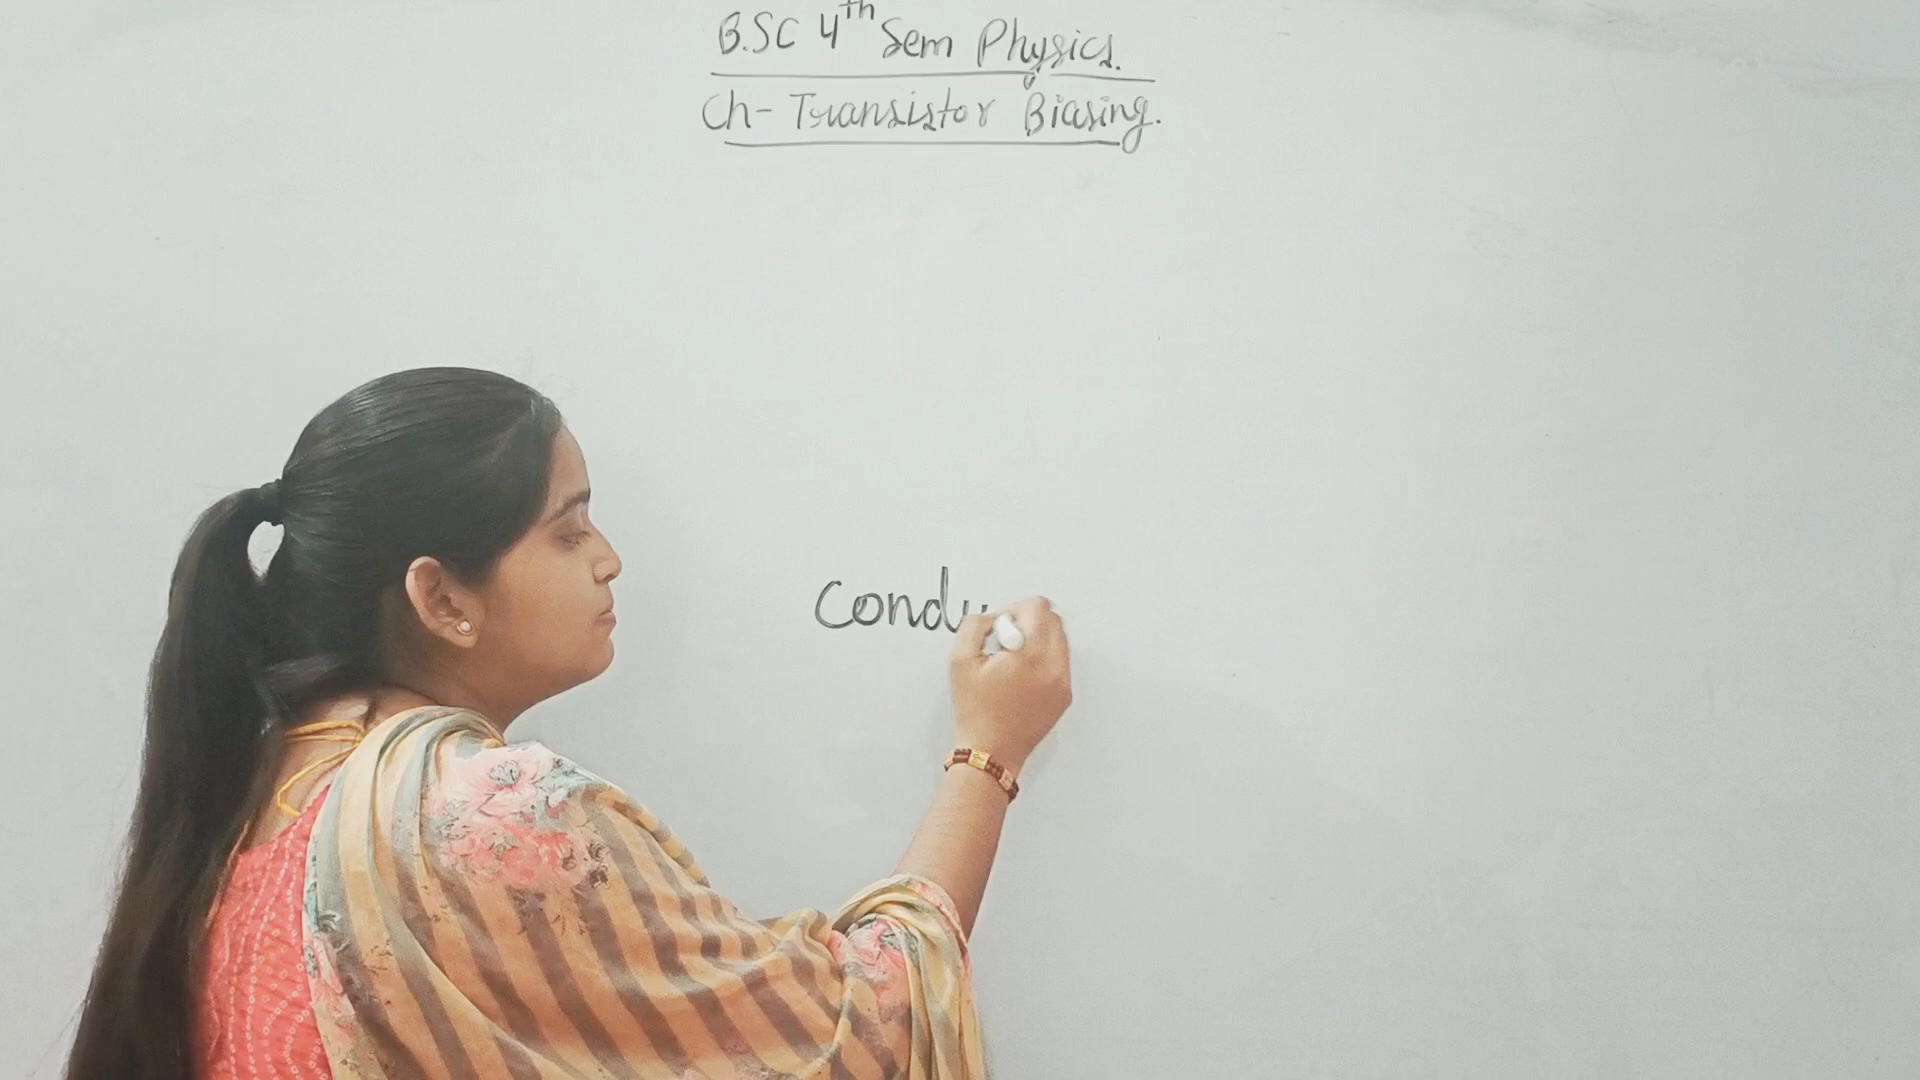 B.SC 4th Sem Physics.
Ch- Transistor Biasing.
Condu